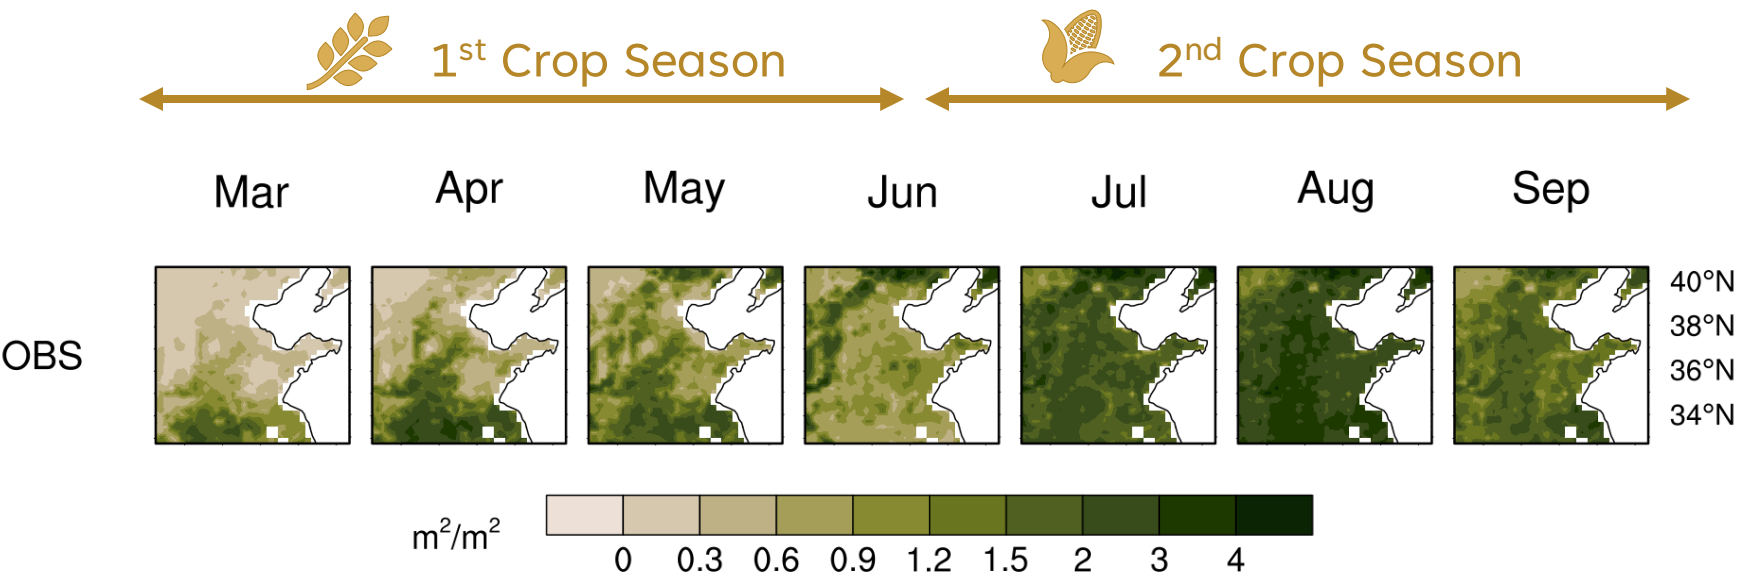 1st Crop Season
2nd Crop Season
Mar Apr May Jun Jul Aug Sep
OBS
40°N
38°N
36°N
34°N
m²/m²
0 0.3 0.6 0.9 1.2 1.5 2 3 4